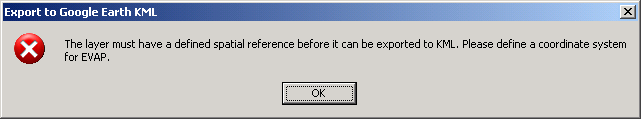 Export to Google Earth KML
The layer must have a defined spatial reference before it can be exported to KML. Please define a coordinate system
for EVAP.
OK